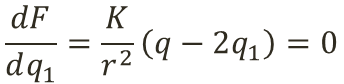 dF/dq₁ = K/r² (q − 2q₁) = 0